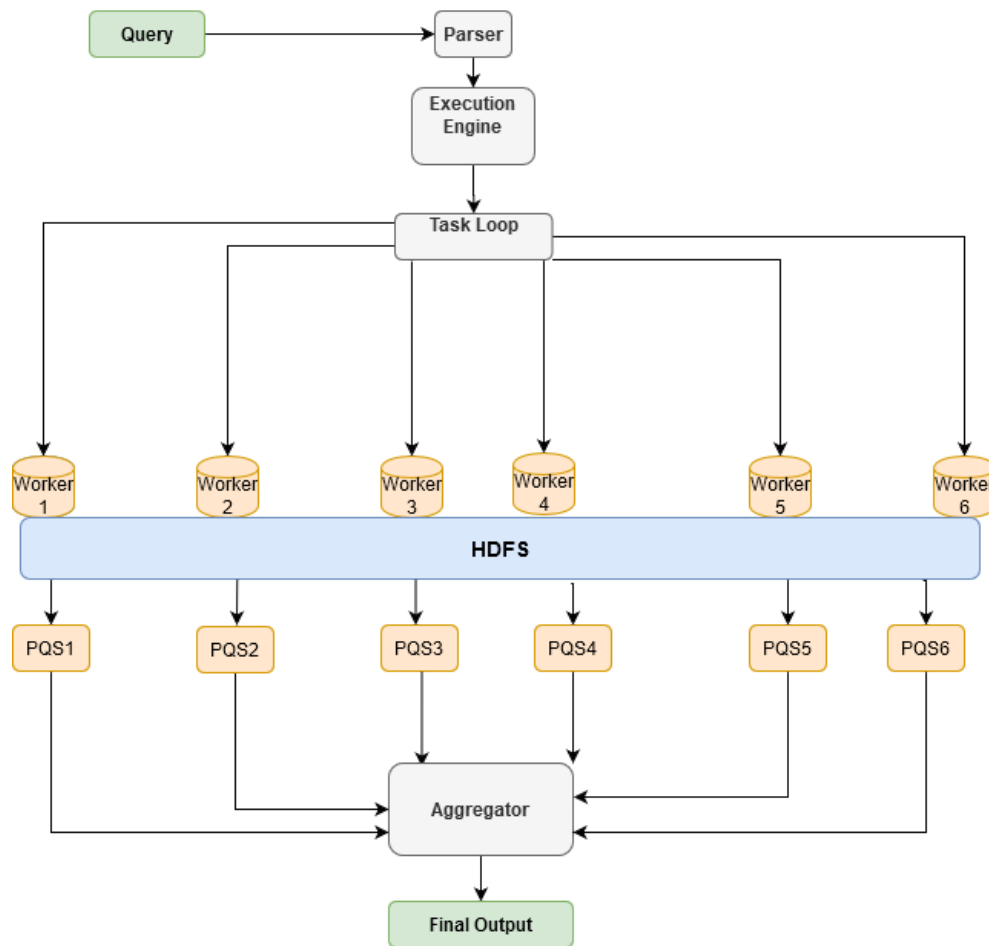 Query
Parser
Execution
Engine
Task Loop
Worker
1
Worker
2
Worker
3
Worker
4
Worker
5
Worker
6
HDFS
PQS1
PQS2
PQS3
PQS4
PQS5
PQS6
Aggregator
Final Output